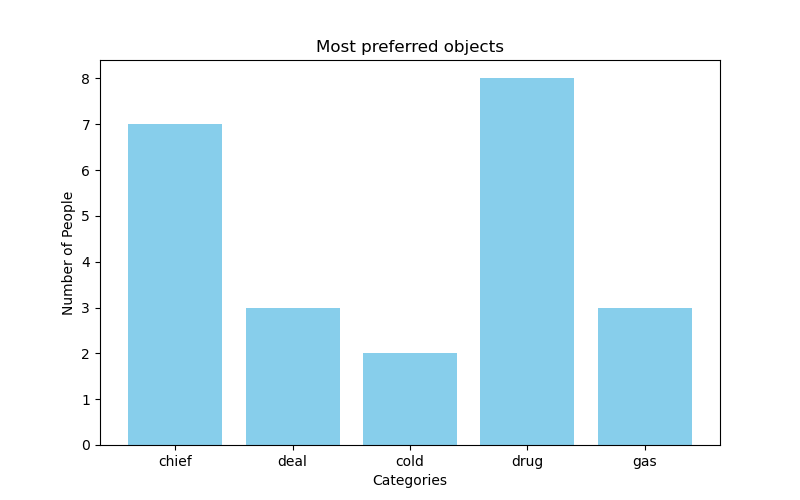 Most preferred objects
Number of People
8
7
6
5
4
3
2
1
0
chief deal cold drug gas
Categories